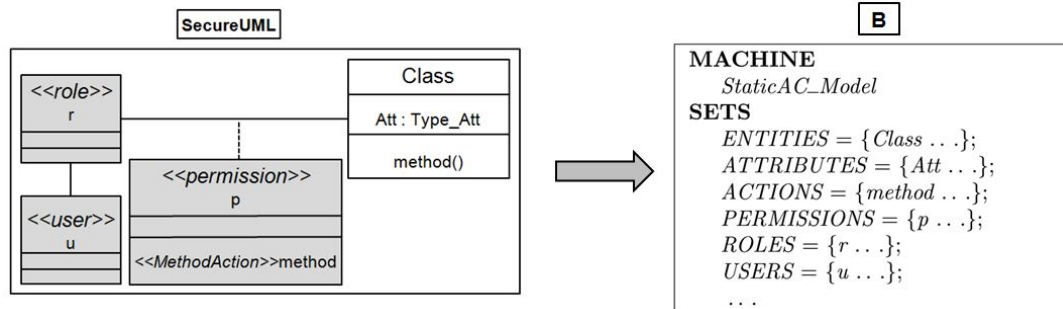 SecureUML
<<role>>
r
<<user>>
u
<<permission>>
p
<<MethodAction>>method
Class
Att : Type_Att
method()
B
MACHINE
StaticAC_Model
SETS
ENTITIES = {Class . . .};
ATTRIBUTES = {Att . . .};
ACTIONS = {method . . .};
PERMISSIONS = {p . . .};
ROLES = {r . . .};
USERS = {u . . .};
. . .